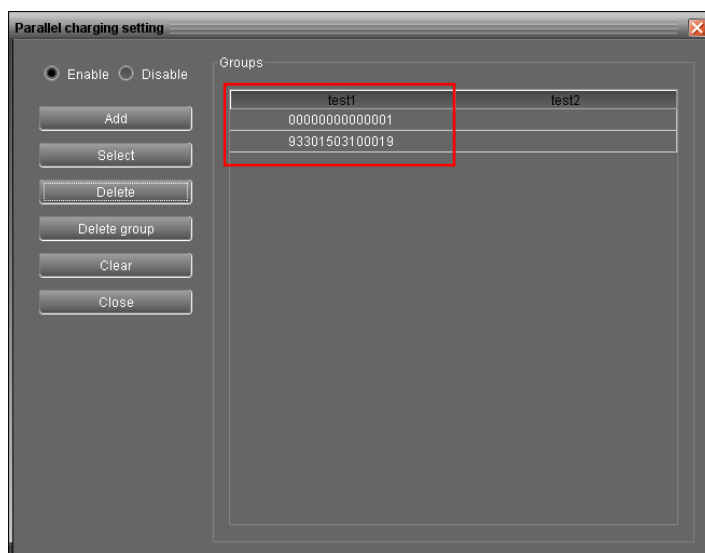 Parallel charging setting
Enable Disable
Add
Select
Delete
Delete group
Clear
Close
Groups
test1 test2
00000000000001
93301503100019